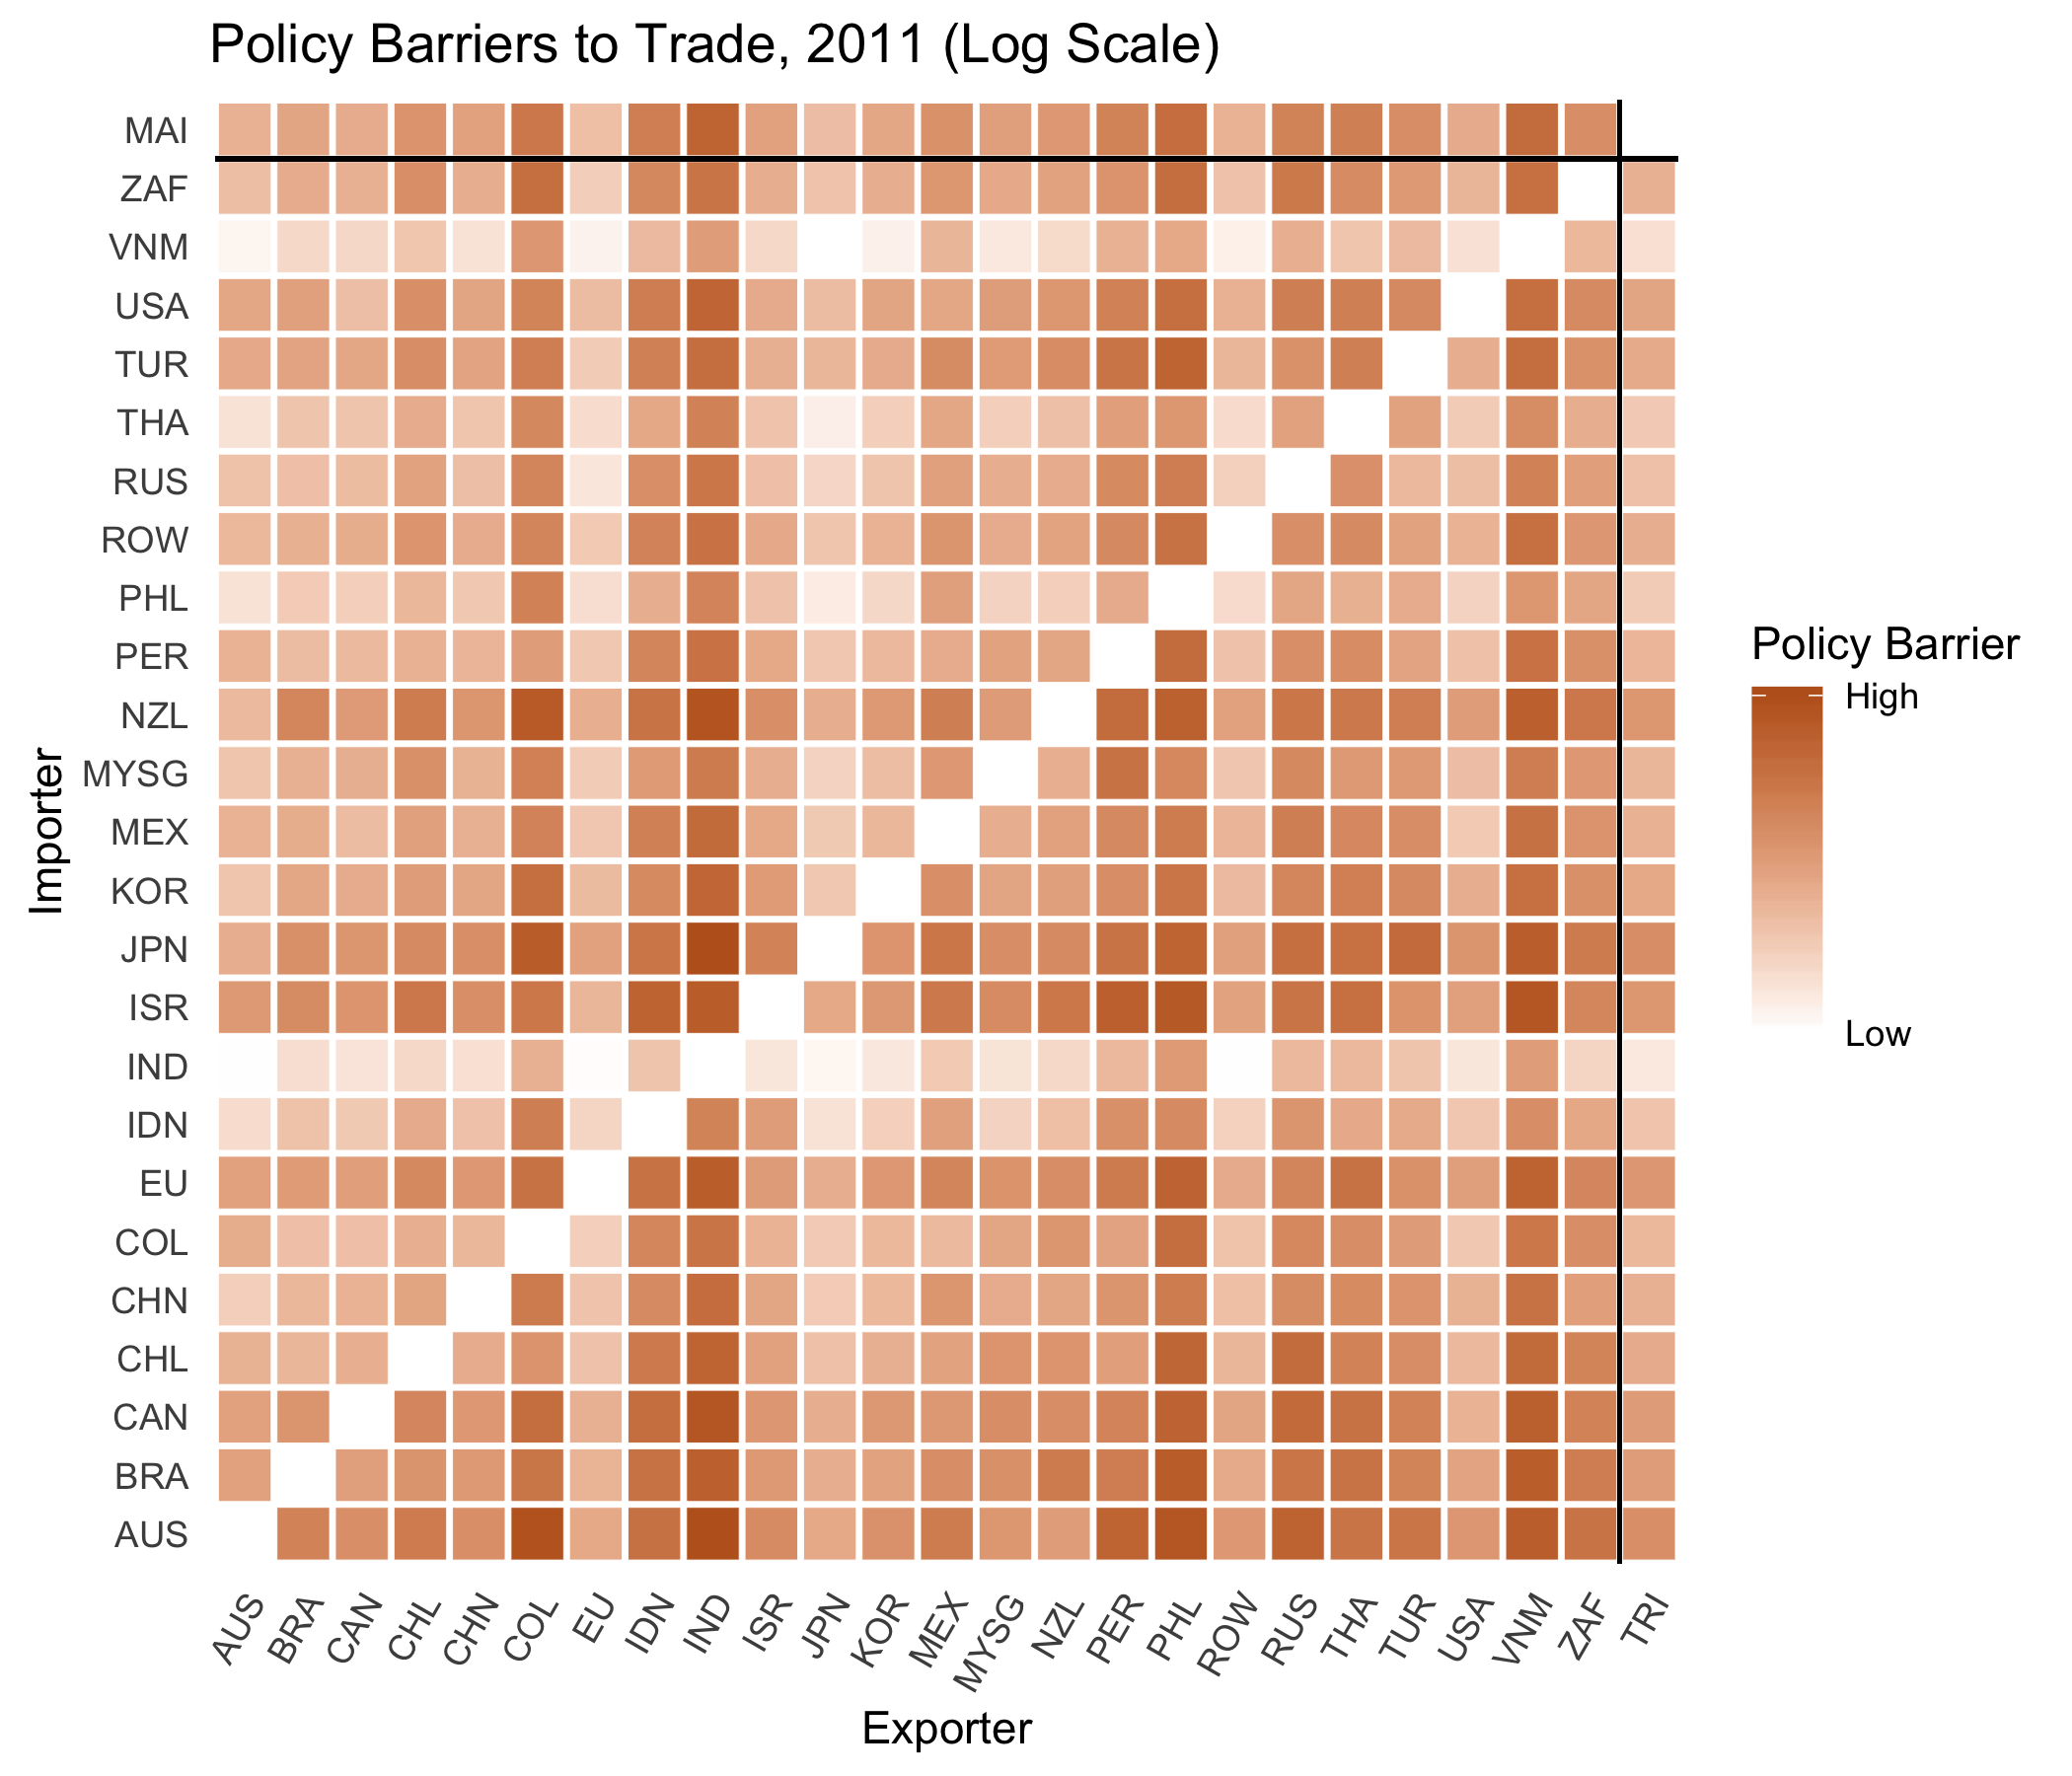 Policy Barriers to Trade, 2011 (Log Scale)
MAI
ZAF
VNM
USA
TUR
THA
RUS
ROW
PHL
PER
NZL
MYSG
MEX
KOR
JPN
ISR
IND
IDN
EU
COL
CHN
CHL
CAN
BRA
AUS
Importer
AUS BRA CAN CHL CHN COL EU IDN IND ISR JPN KOR MEX MYSG NZL PER PHL ROW RUS THA TUR USA VNM ZAF TRI
Exporter
Policy Barrier
High
Low